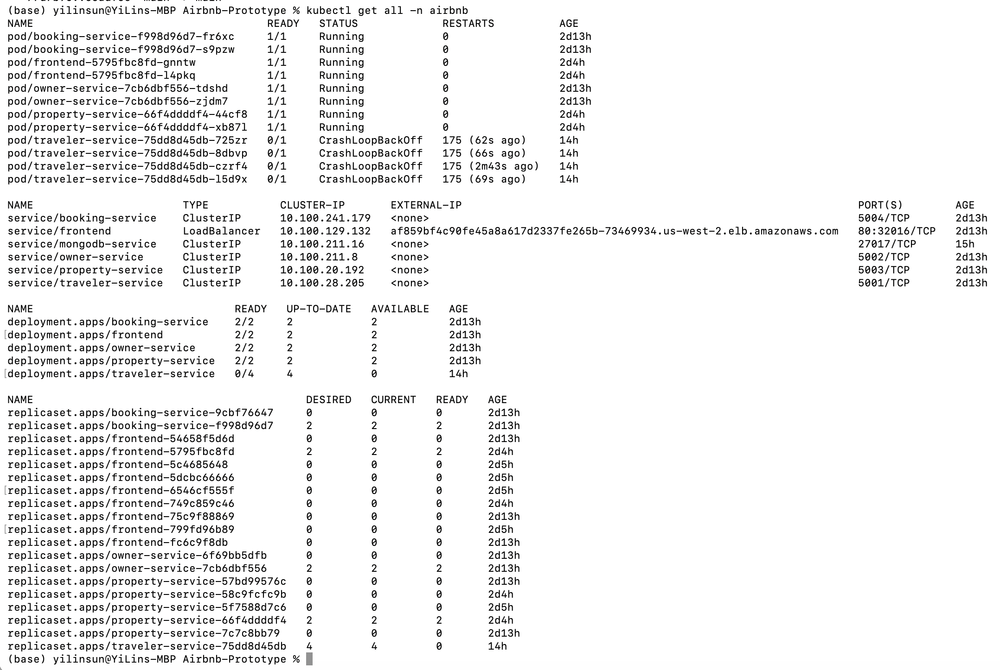 (base) yilinsun@YiLins-MBP Airbnb-Prototype % kubectl get all -n airbnb
NAME READY STATUS RESTARTS AGE
pod/booking-service-f998d96d7-fr6xc 1/1 Running 0 2d13h
pod/booking-service-f998d96d7-s9pzw 1/1 Running 0 2d13h
pod/frontend-5795fbc8fd-gnntw 1/1 Running 0 2d4h
pod/frontend-5795fbc8fd-l4pkq 1/1 Running 0 2d4h
pod/owner-service-7cb6dbf556-tdshd 1/1 Running 0 2d13h
pod/owner-service-7cb6dbf556-zjdm7 1/1 Running 0 2d13h
pod/property-service-66f4ddddf4-44cf8 1/1 Running 0 2d4h
pod/property-service-66f4ddddf4-xb87l 1/1 Running 0 2d4h
pod/traveler-service-75dd8d45db-725zr 0/1 CrashLoopBackOff 175 (62s ago) 14h
pod/traveler-service-75dd8d45db-8dbvp 0/1 CrashLoopBackOff 175 (66s ago) 14h
pod/traveler-service-75dd8d45db-czrf4 0/1 CrashLoopBackOff 175 (2m43s ago) 14h
pod/traveler-service-75dd8d45db-l5d9x 0/1 CrashLoopBackOff 175 (69s ago) 14h
NAME TYPE CLUSTER-IP EXTERNAL-IP PORT(S) AGE
service/booking-service ClusterIP 10.100.241.179 <none> 5004/TCP 2d13h
service/frontend LoadBalancer 10.100.129.132 af859bf4c90fe45a8a617d2337fe265b-73469934.us-west-2.elb.amazonaws.com 80:32016/TCP 2d13h
service/mongodb-service ClusterIP 10.100.211.16 <none> 27017/TCP 15h
service/owner-service ClusterIP 10.100.211.8 <none> 5002/TCP 2d13h
service/property-service ClusterIP 10.100.20.192 <none> 5003/TCP 2d13h
service/traveler-service ClusterIP 10.100.28.205 <none> 5001/TCP 2d13h
NAME READY UP-TO-DATE AVAILABLE AGE
deployment.apps/booking-service 2/2 2 2 2d13h
[deployment.apps/frontend 2/2 2 2 2d13h
deployment.apps/owner-service 2/2 2 2 2d13h
deployment.apps/property-service 2/2 2 2 2d13h
[deployment.apps/traveler-service 0/4 4 0 14h
NAME DESIRED CURRENT READY AGE
replicaset.apps/booking-service-9cbf76647 0 0 0 2d13h
replicaset.apps/booking-service-f998d96d7 2 2 2 2d13h
replicaset.apps/frontend-54658f5d6d 0 0 0 2d13h
replicaset.apps/frontend-5795fbc8fd 2 2 2 2d4h
replicaset.apps/frontend-5c4685648 0 0 0 2d5h
replicaset.apps/frontend-5dcbc66666 0 0 0 2d5h
[replicaset.apps/frontend-6546cf555f 0 0 0 2d5h
replicaset.apps/frontend-749c859c46 0 0 0 2d4h
replicaset.apps/frontend-75c9f88869 0 0 0 2d13h
[replicaset.apps/frontend-799fd96b89 0 0 0 2d5h
replicaset.apps/frontend-fc6c9f8db 0 0 0 2d13h
replicaset.apps/owner-service-6f69bb5dfb 0 0 0 2d13h
replicaset.apps/owner-service-7cb6dbf556 2 2 2 2d13h
replicaset.apps/property-service-57bd99576c 0 0 0 2d13h
replicaset.apps/property-service-58c9fcfc9b 0 0 0 2d4h
replicaset.apps/property-service-5f7588d7c6 0 0 0 2d5h
replicaset.apps/property-service-66f4ddddf4 2 2 2 2d4h
replicaset.apps/property-service-7c7c8bb79 0 0 0 2d13h
replicaset.apps/traveler-service-75dd8d45db 4 4 0 14h
(base) yilinsun@YiLins-MBP Airbnb-Prototype %